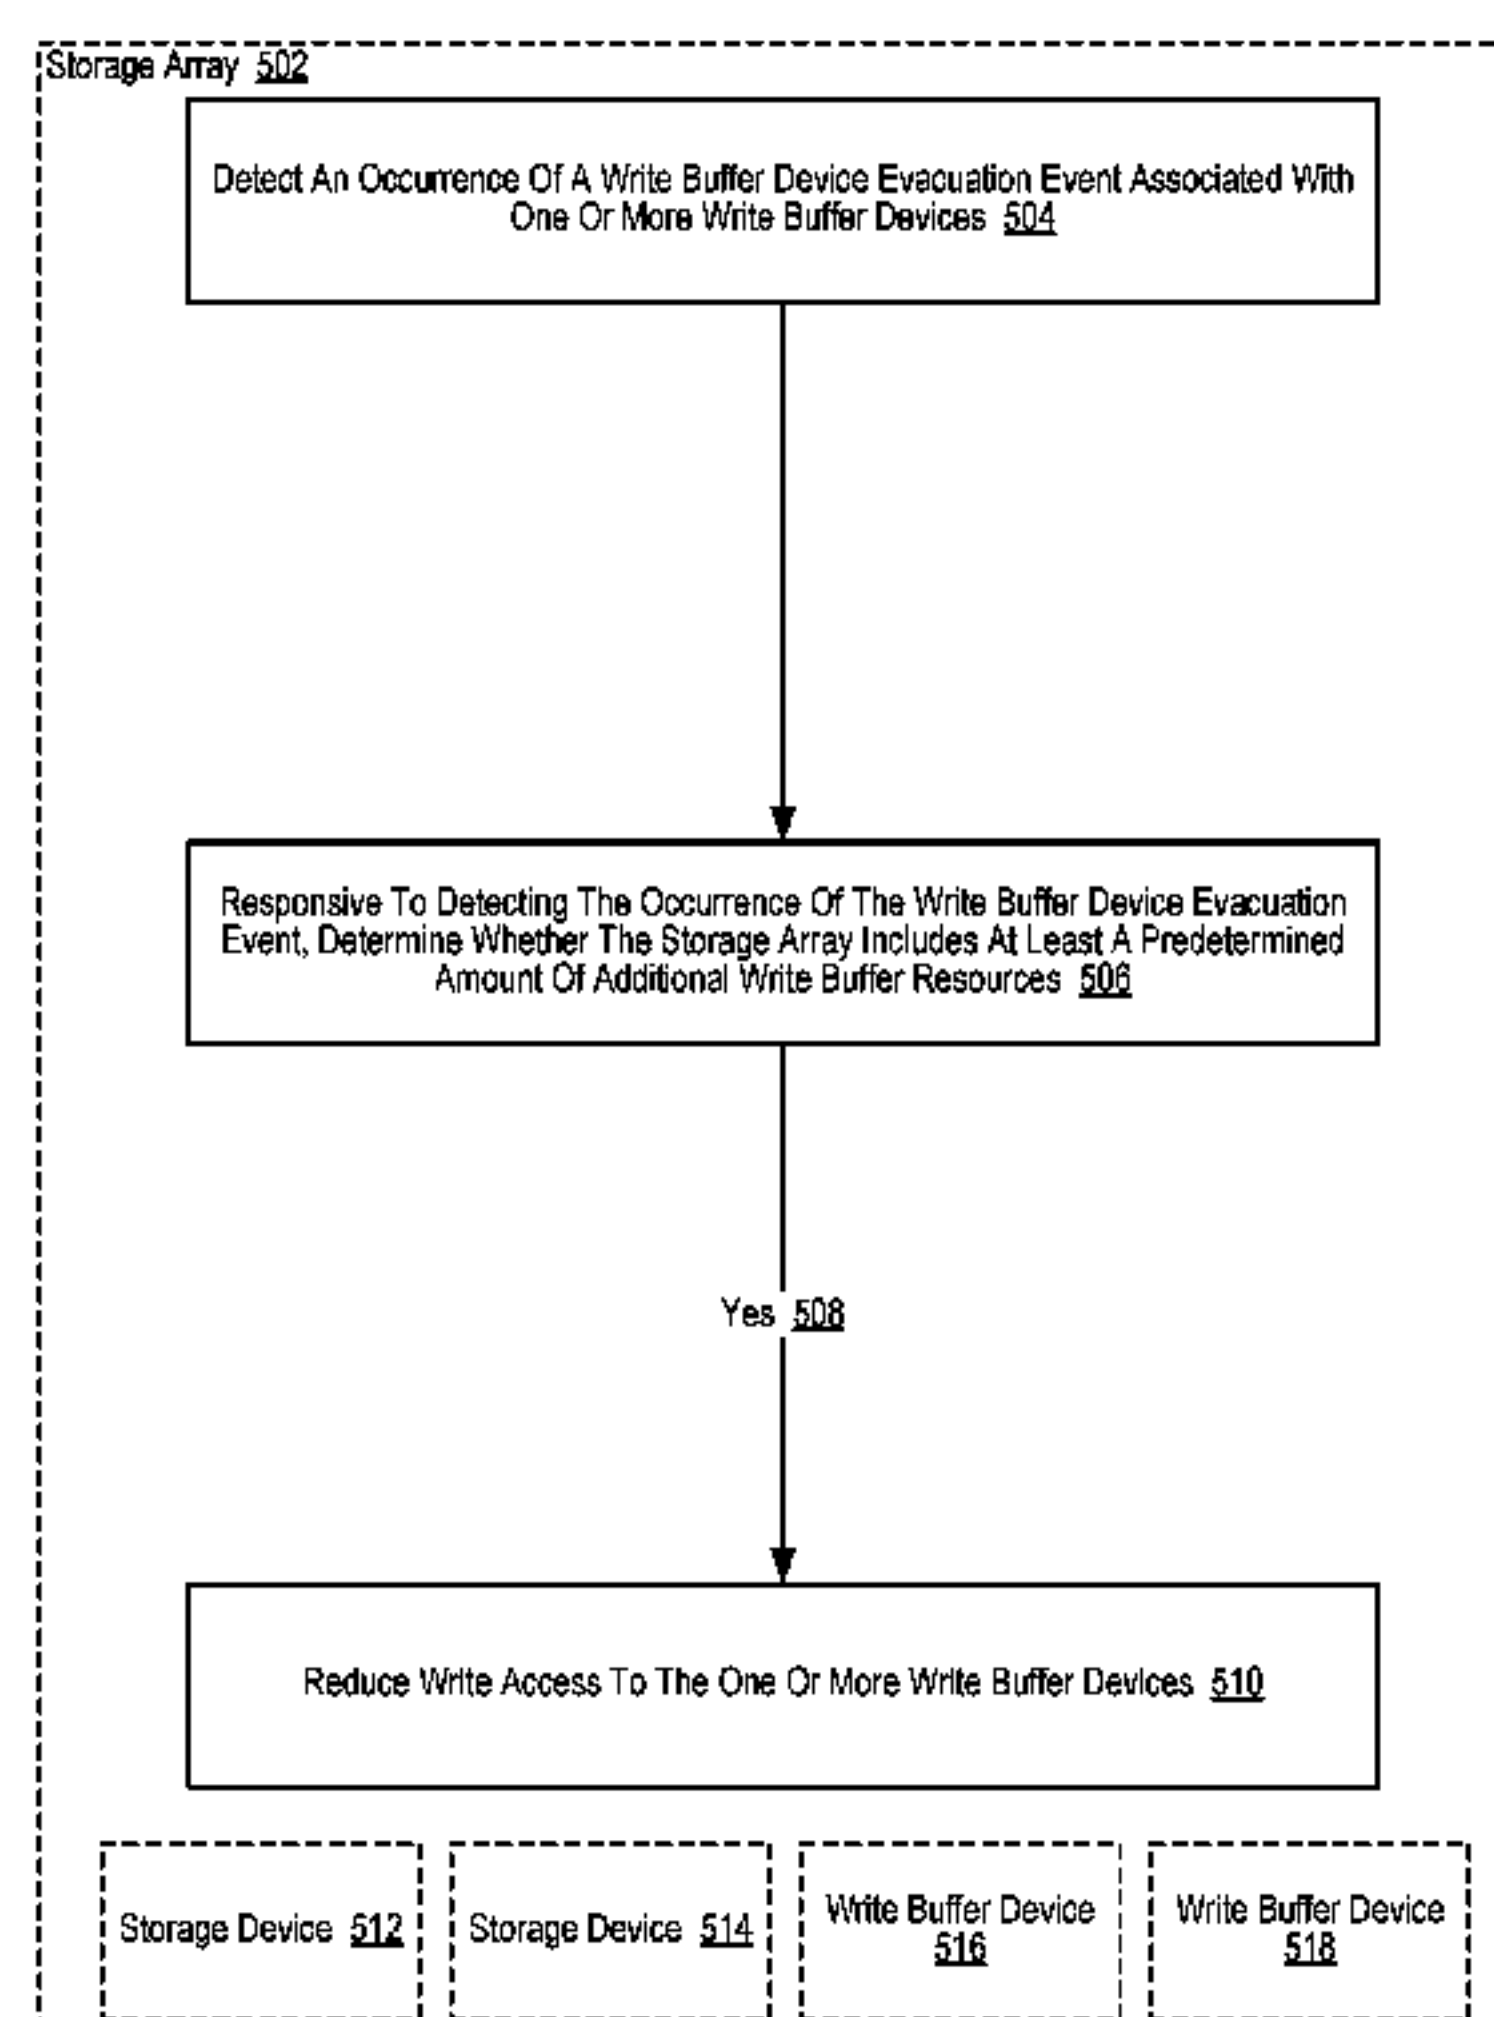 Storage Array 502
Detect An Occurrence Of A Write Buffer Device Evacuation Event Associated With
One Or More Write Buffer Devices 504
Responsive To Detecting The Occurrence Of The Write Buffer Device Evacuation
Event, Determine Whether The Storage Array Includes At Least A Predetermined
Amount Of Additional Write Buffer Resources 506
Yes 508
Reduce Write Access To The One Or More Write Buffer Devices 510
Storage Device 512
Storage Device 514
Write Buffer Device
516
Write Buffer Device
518